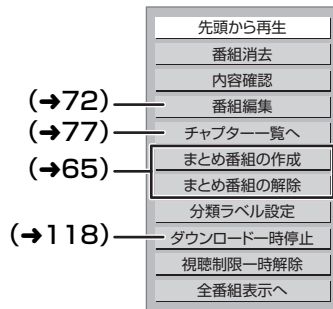 先頭から再生
番組消去
内容確認
(➜72) 番組編集
(➜77) チャプター一覧へ
(➜65) まとめ番組の作成
まとめ番組の解除
分類ラベル設定
(➜118) ダウンロード一時停止
視聴制限一時解除
全番組表示へ